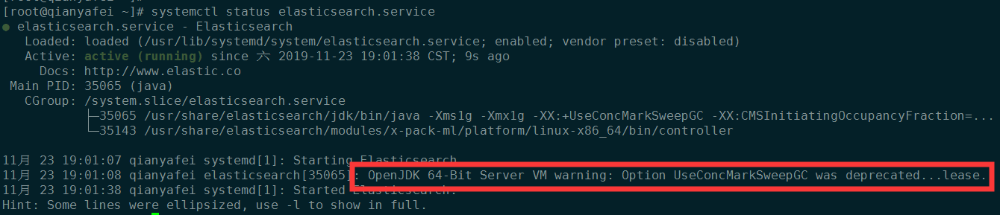 [root@qianyafei ~]# systemctl status elasticsearch.service
● elasticsearch.service - Elasticsearch
Loaded: loaded (/usr/lib/systemd/system/elasticsearch.service; enabled; vendor preset: disabled)
Active: active (running) since 六 2019-11-23 19:01:38 CST; 9s ago
Docs: http://www.elastic.co
Main PID: 35065 (java)
CGroup: /system.slice/elasticsearch.service
├─35065 /usr/share/elasticsearch/jdk/bin/java -Xms1g -Xmx1g -XX:+UseConcMarkSweepGC -XX:CMSInitiatingOccupancyFraction=...
└─35143 /usr/share/elasticsearch/modules/x-pack-ml/platform/linux-x86_64/bin/controller
11月 23 19:01:07 qianyafei systemd[1]: Starting Elasticsearch
11月 23 19:01:08 qianyafei elasticsearch[35065]: OpenJDK 64-Bit Server VM warning: Option UseConcMarkSweepGC was deprecated...lease.
11月 23 19:01:38 qianyafei systemd[1]: Started Elasticsearch.
Hint: Some lines were ellipsized, use -l to show in full.